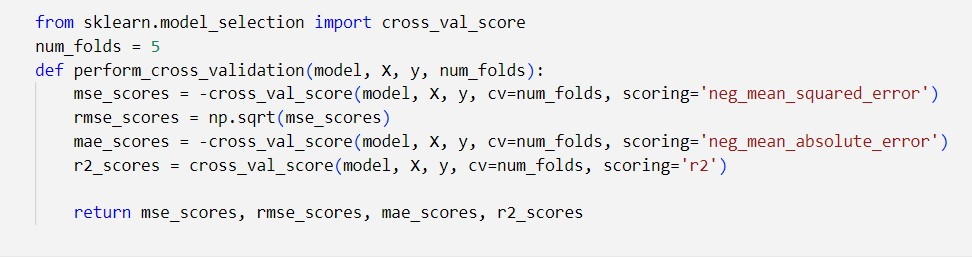 from sklearn.model_selection import cross_val_score
num_folds = 5
def perform_cross_validation(model, X, y, num_folds):
    mse_scores = -cross_val_score(model, X, y, cv=num_folds, scoring='neg_mean_squared_error')
    rmse_scores = np.sqrt(mse_scores)
    mae_scores = -cross_val_score(model, X, y, cv=num_folds, scoring='neg_mean_absolute_error')
    r2_scores = cross_val_score(model, X, y, cv=num_folds, scoring='r2')
    return mse_scores, rmse_scores, mae_scores, r2_scores